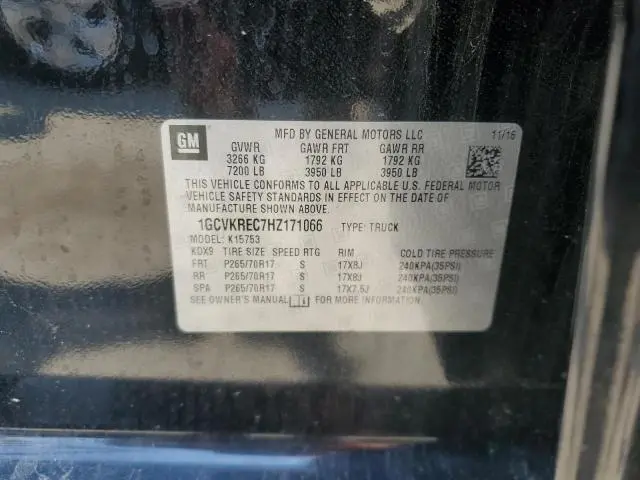 GM
MFD BY GENERAL MOTORS LLC 11/16
GVWR GAWR FRT GAWR RR
3266 KG 1792 KG 1792 KG
7200 LB 3950 LB 3950 LB
THIS VEHICLE CONFORMS TO ALL APPLICABLE U.S. FEDERAL MOTOR
VEHICLE SAFETY STANDARDS IN EFFECT ON THE DATE OF
MANUFACTURE SHOWN ABOVE.
1GCVKREC7HZ171066 TYPE: TRUCK
MODEL: K15753
KDX9 TIRE SIZE SPEED RTG RIM COLD TIRE PRESSURE
FRT P265/70R17 S 17X8J 240KPA(35PSI)
RR P265/70R17 S 17X8J 240KPA(35PSI)
SPA P265/70R17 S 17X7.5J 240KPA(35PSI)
SEE OWNER'S MANUAL FOR MORE INFORMATION.